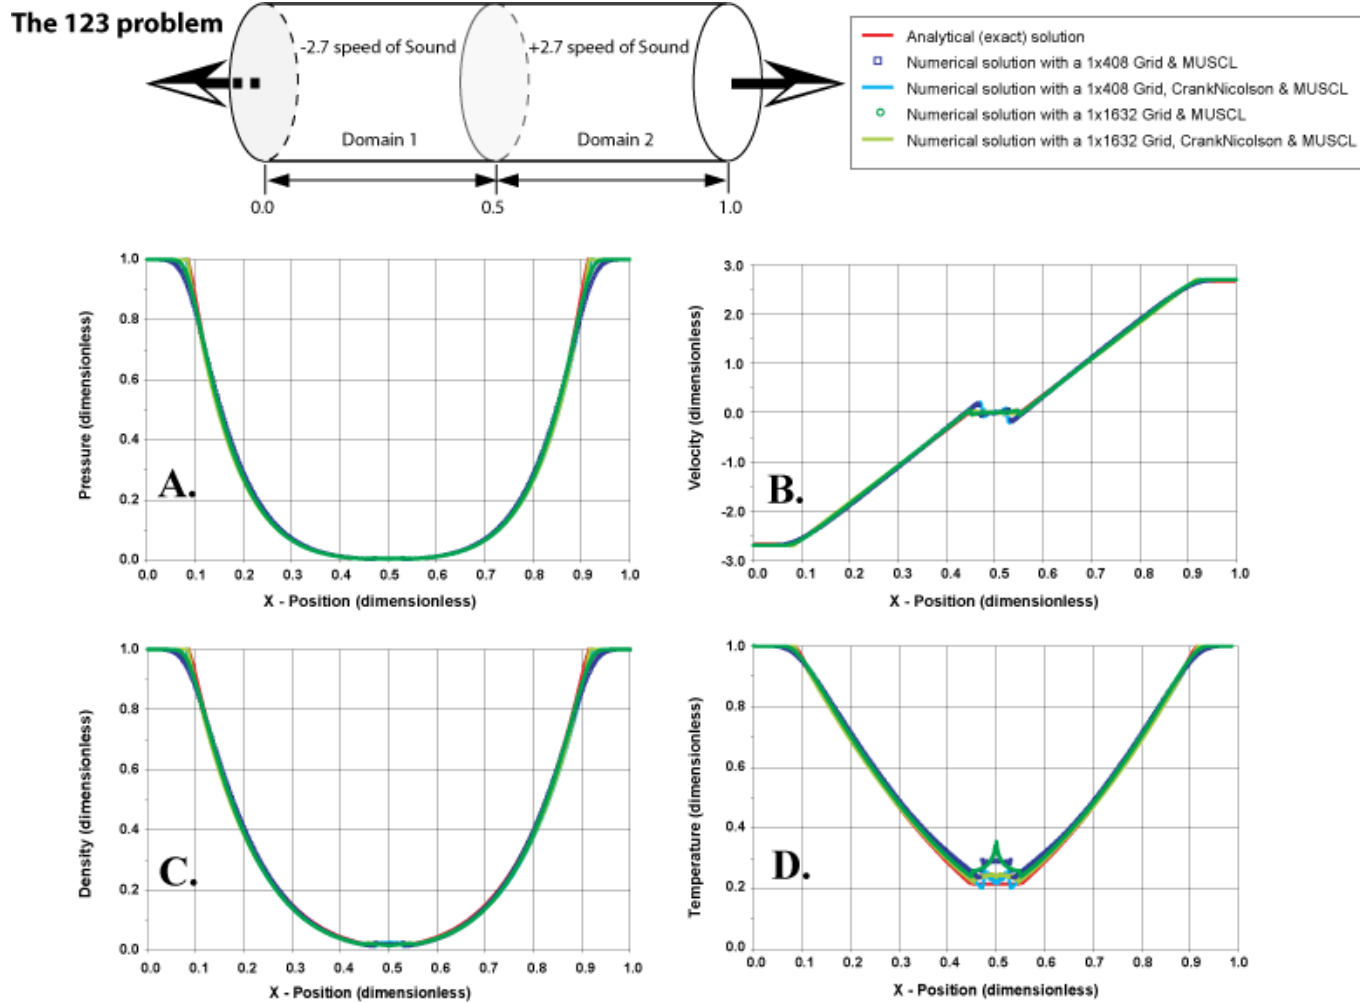 The 123 problem
-2.7 speed of Sound
+2.7 speed of Sound
Domain 1
Domain 2
0.0
0.5
1.0
Analytical (exact) solution
Numerical solution with a 1x408 Grid & MUSCL
Numerical solution with a 1x408 Grid, CrankNicolson & MUSCL
Numerical solution with a 1x1632 Grid & MUSCL
Numerical solution with a 1x1632 Grid, CrankNicolson & MUSCL
Pressure (dimensionless)
1.0
0.8
0.6
0.4
0.2
0.0
A.
0.0 0.1 0.2 0.3 0.4 0.5 0.6 0.7 0.8 0.9 1.0
X - Position (dimensionless)
Velocity (dimensionless)
3.0
2.0
1.0
0.0
-1.0
-2.0
-3.0
B.
0.0 0.1 0.2 0.3 0.4 0.5 0.6 0.7 0.8 0.9 1.0
X - Position (dimensionless)
Density (dimensionless)
1.0
0.8
0.6
0.4
0.2
0.0
C.
0.0 0.1 0.2 0.3 0.4 0.5 0.6 0.7 0.8 0.9 1.0
X - Position (dimensionless)
Temperature (dimensionless)
1.0
0.8
0.6
0.4
0.2
0.0
D.
0.0 0.1 0.2 0.3 0.4 0.5 0.6 0.7 0.8 0.9 1.0
X - Position (dimensionless)